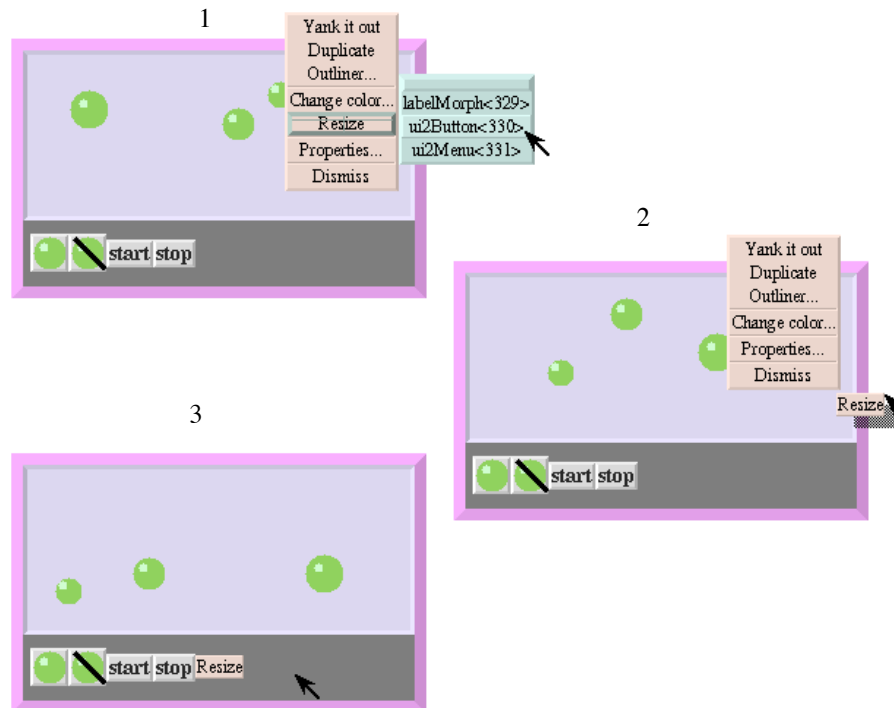 1
Yank it out
Duplicate
Outliner...
Change color...
Resize
Properties...
Dismiss
labelMorph<329>
ui2Button<330>
ui2Menu<331>
start stop
2
Yank it out
Duplicate
Outliner...
Change color...
Properties...
Dismiss
Resize
start stop
3
start stop Resize